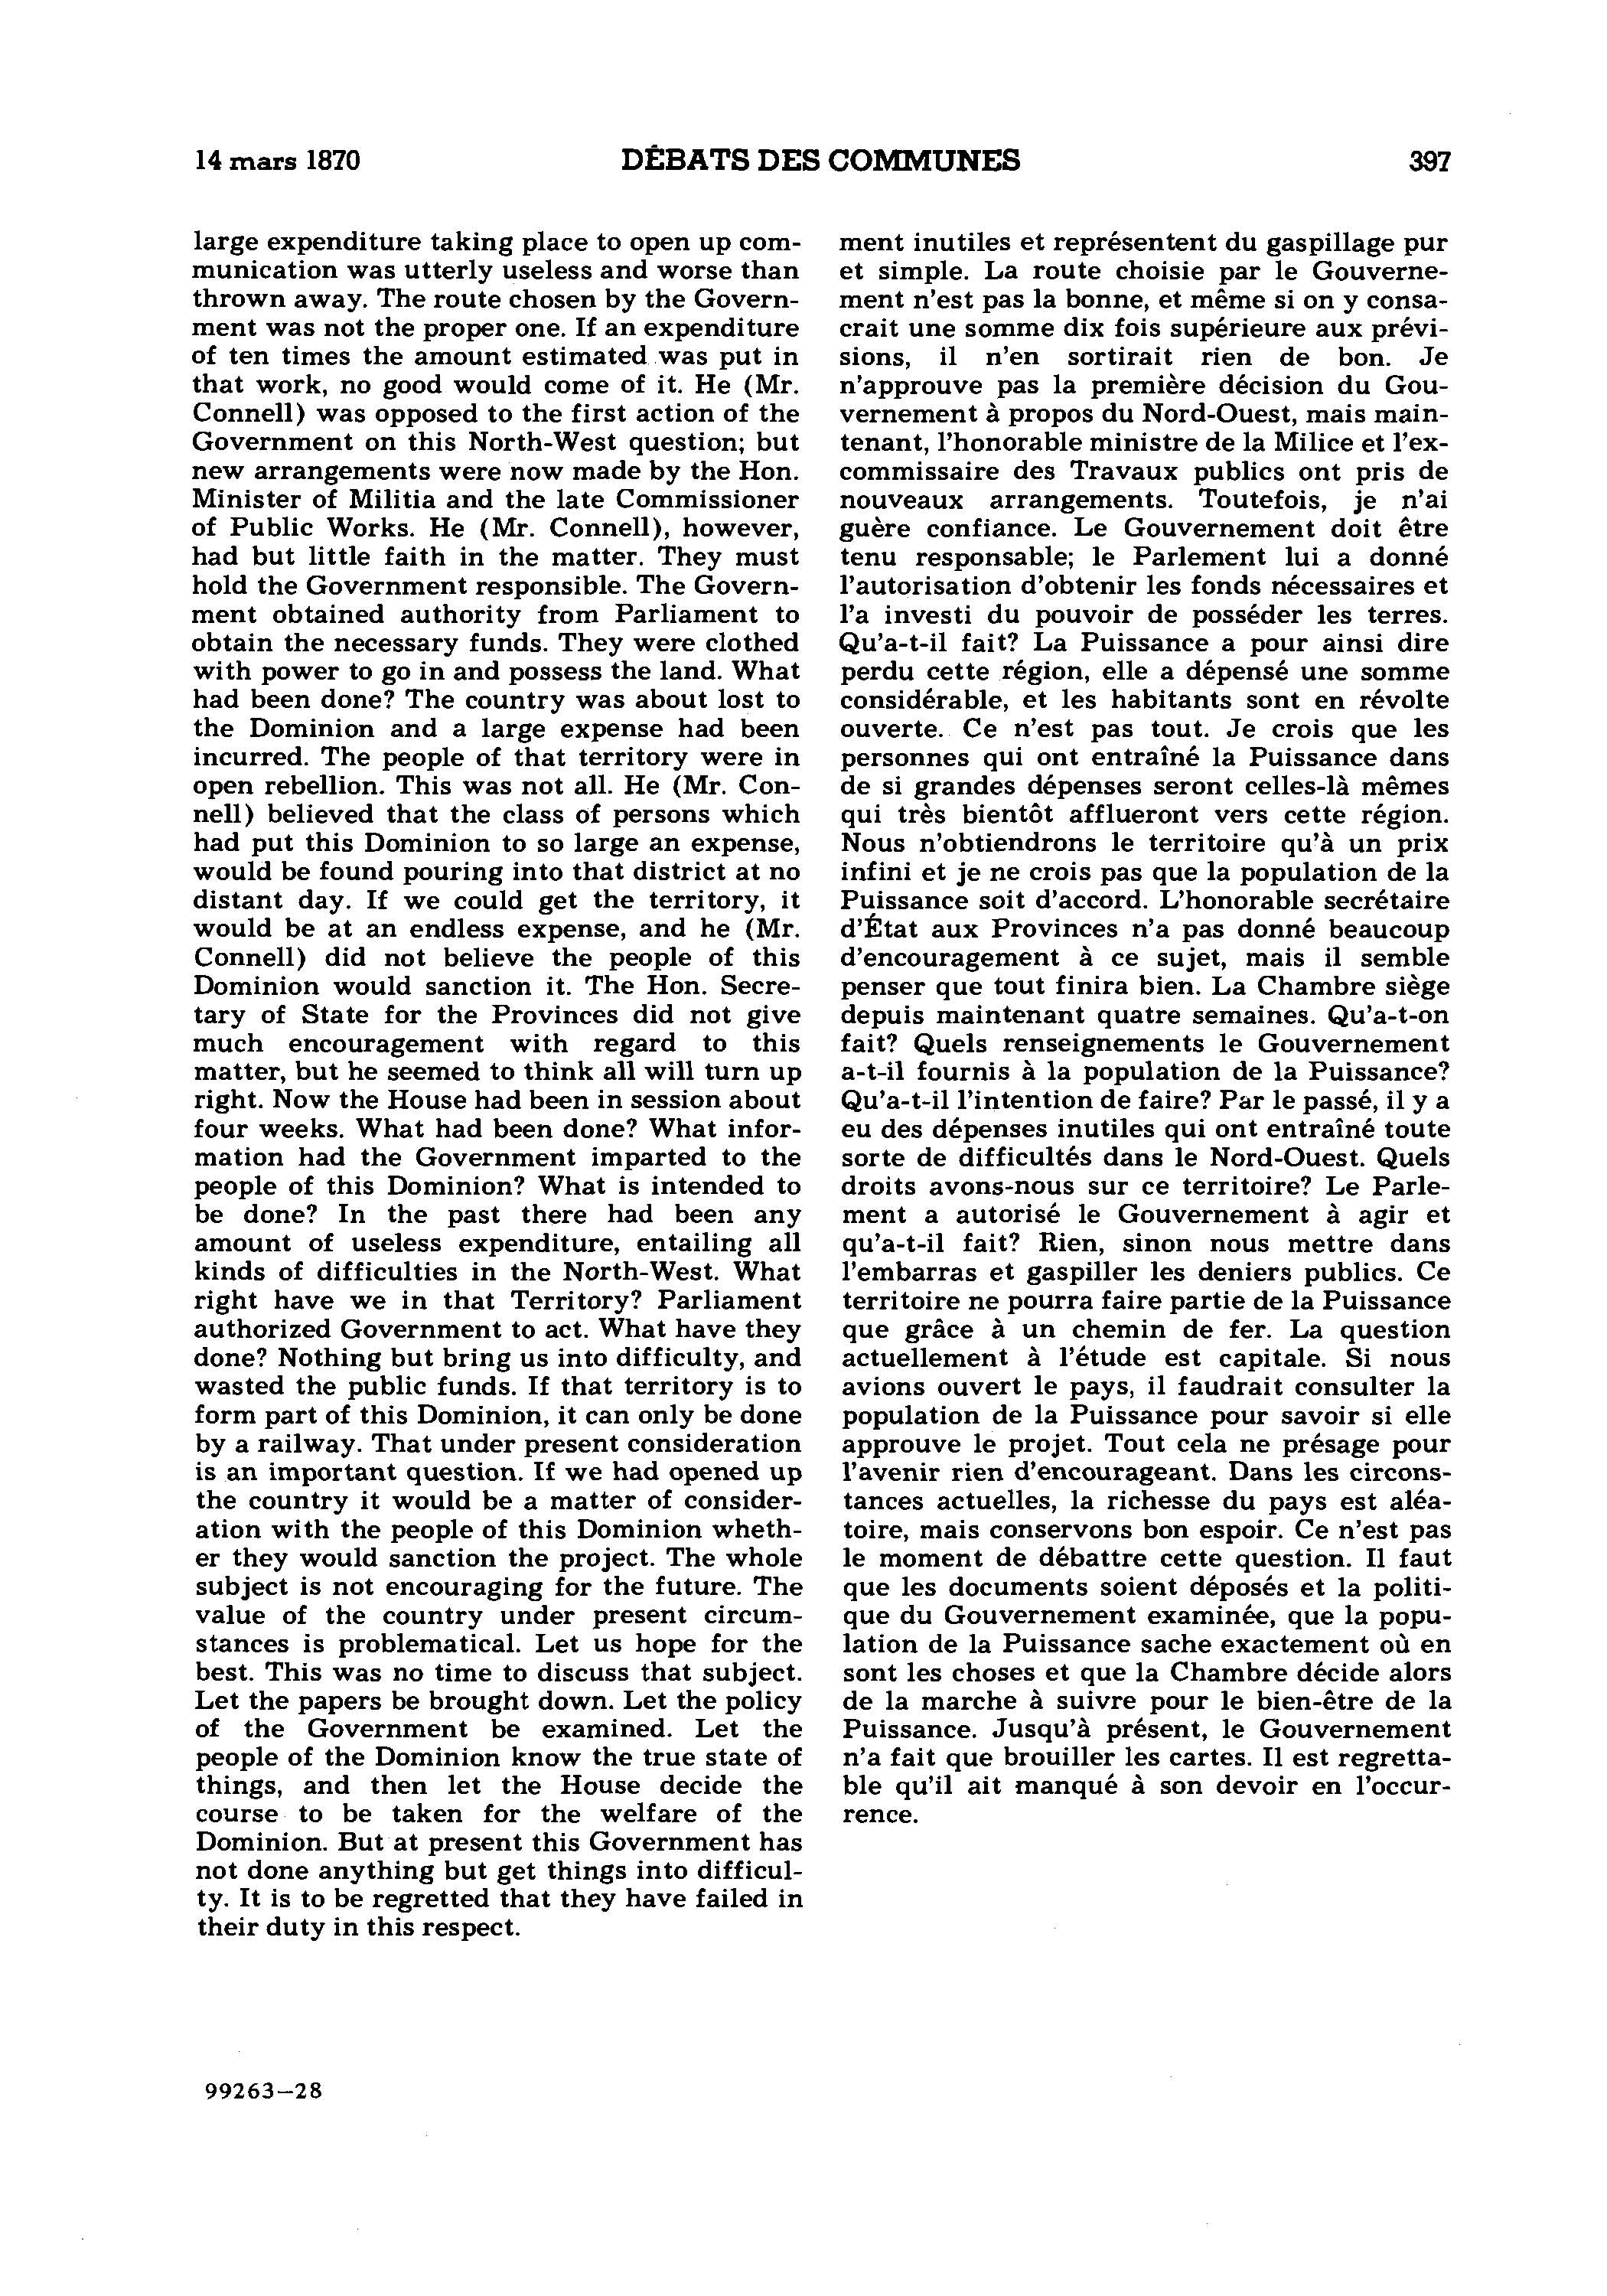 14 mars 1870
DÉBATS DES COMMUNES
397
large expenditure taking place to open up com-
munication was utterly useless and worse than
thrown away. The route chosen by the Govern-
ment was not the proper one. If an expenditure
of ten times the amount estimated was put in
that work, no good would come of it. He (Mr.
Connell) was opposed to the first action of the
Government on this North-West question; but
new arrangements were now made by the Hon.
Minister of Militia and the late Commissioner
of Public Works. He (Mr. Connell), however,
had but little faith in the matter. They must
hold the Government responsible. The Govern-
ment obtained authority from Parliament to
obtain the necessary funds. They were clothed
with power to go in and possess the land. What
had been done? The country was about lost to
the Dominion and a large expense had been
incurred. The people of that territory were in
open rebellion. This was not all. He (Mr. Con-
nell) believed that the class of persons which
had put this Dominion to so large an expense,
would be found pouring into that district at no
distant day. If we could get the territory, it
would be at an endless expense, and he (Mr.
Connell) did not believe the people of this
Dominion would sanction it. The Hon. Secre-
tary of State for the Provinces did not give
much encouragement with regard to this
matter, but he seemed to think all will turn up
right. Now the House had been in session about
four weeks. What had been done? What infor-
mation had the Government imparted to the
people of this Dominion? What is intended to
be done? In the past there had been any
amount of useless expenditure, entailing all
kinds of difficulties in the North-West. What
right have we in that Territory? Parliament
authorized Government to act. What have they
done? Nothing but bring us into difficulty, and
wasted the public funds. If that territory is to
form part of this Dominion, it can only be done
by a railway. That under present consideration
is an important question. If we had opened up
the country it would be a matter of consider-
ation with the people of this Dominion wheth-
er they would sanction the project. The whole
subject is not encouraging for the future. The
value of the country under present circum-
stances is problematical. Let us hope for the
best. This was no time to discuss that subject.
Let the papers be brought down. Let the policy
of the Government be examined. Let the
people of the Dominion know the true state of
things, and then let the House decide the
course to be taken for the welfare of the
Dominion. But at present this Government has
not done anything but get things into difficul-
ty. It is to be regretted that they have failed in
their duty in this respect.
ment inutiles et représentent du gaspillage pur
et simple. La route choisie par le Gouverne-
ment n'est pas la bonne, et même si on y consa-
crait une somme dix fois supérieure aux prévi-
sions, il n'en sortirait rien de bon. Je
n'approuve pas la première décision du Gou-
vernement à propos du Nord-Ouest, mais main-
tenant, l'honorable ministre de la Milice et l'ex-
commissaire des Travaux publics ont pris de
nouveaux arrangements. Toutefois, je n'ai
guère confiance. Le Gouvernement doit être
tenu responsable; le Parlement lui a donné
l'autorisation d'obtenir les fonds nécessaires et
l'a investi du pouvoir de posséder les terres.
Qu'a-t-il fait? La Puissance a pour ainsi dire
perdu cette région, elle a dépensé une somme
considérable, et les habitants sont en révolte
ouverte. Ce n'est pas tout. Je crois que les
personnes qui ont entraîné la Puissance dans
de si grandes dépenses seront celles-là mêmes
qui très bientôt afflueront vers cette région.
Nous n'obtiendrons le territoire qu'à un prix
infini et je ne crois pas que la population de la
Puissance soit d'accord. L'honorable secrétaire
d'État aux Provinces n'a pas donné beaucoup
d'encouragement à ce sujet, mais il semble
penser que tout finira bien. La Chambre siège
depuis maintenant quatre semaines. Qu'a-t-on
fait? Quels renseignements le Gouvernement
a-t-il fournis à la population de la Puissance?
Qu'a-t-il l'intention de faire? Par le passé, il y a
eu des dépenses inutiles qui ont entraîné toute
sorte de difficultés dans le Nord-Ouest. Quels
droits avons-nous sur ce territoire? Le Parle-
ment a autorisé le Gouvernement à agir et
qu'a-t-il fait? Rien, sinon nous mettre dans
l'embarras et gaspiller les deniers publics. Ce
territoire ne pourra faire partie de la Puissance
que grâce à un chemin de fer. La question
actuellement à l'étude est capitale. Si nous
avions ouvert le pays, il faudrait consulter la
population de la Puissance pour savoir si elle
approuve le projet. Tout cela ne présage pour
l'avenir rien d'encourageant. Dans les circons-
tances actuelles, la richesse du pays est aléa-
toire, mais conservons bon espoir. Ce n'est pas
le moment de débattre cette question. Il faut
que les documents soient déposés et la politi-
que du Gouvernement examinée, que la popu-
lation de la Puissance sache exactement où en
sont les choses et que la Chambre décide alors
de la marche à suivre pour le bien-être de la
Puissance. Jusqu'à présent, le Gouvernement
n'a fait que brouiller les cartes. Il est regretta-
ble qu'il ait manqué à son devoir en l'occur-
rence.
99263—28